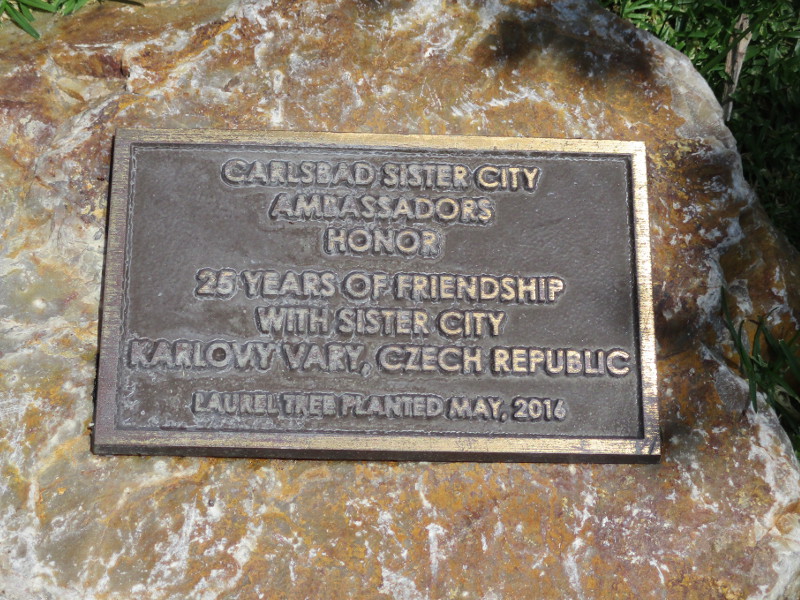 CARLSBAD SISTER CITY
AMBASSADORS
HONOR
25 YEARS OF FRIENDSHIP
WITH SISTER CITY
KARLOVY VARY, CZECH REPUBLIC
LAUREL TREE PLANTED MAY, 2016